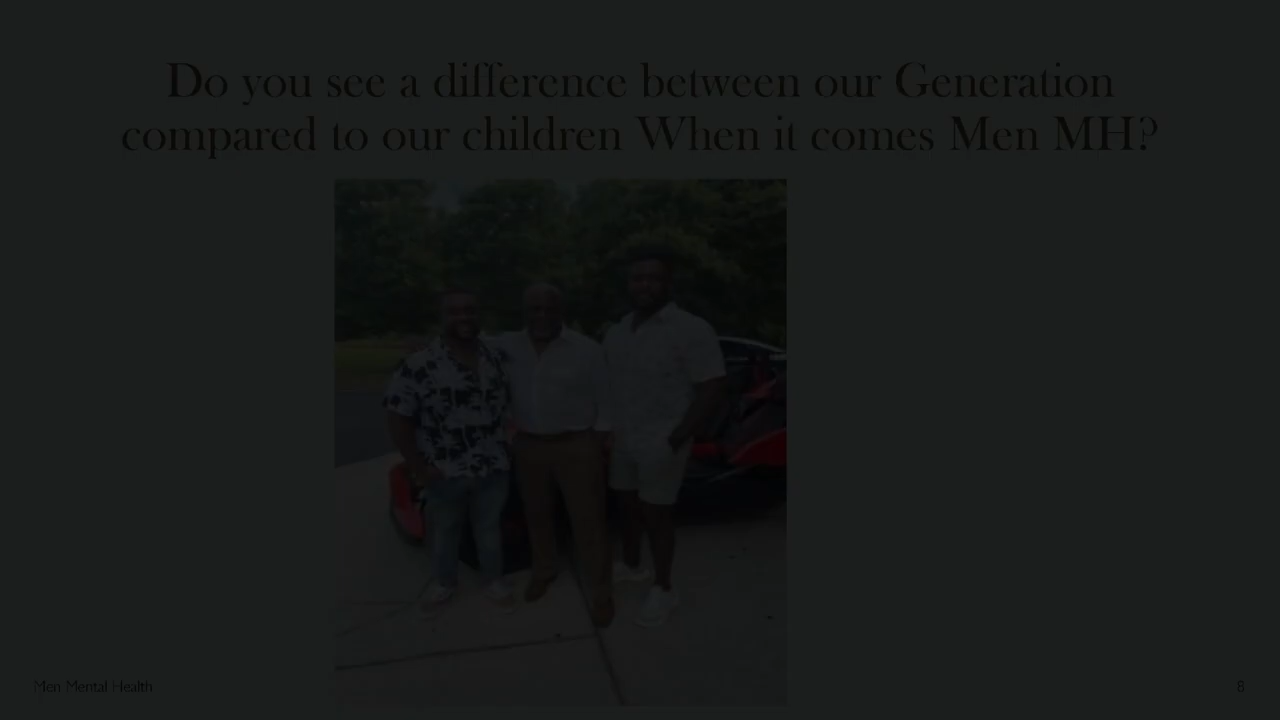 Do you see a difference between our Generation
compared to our children When it comes Men MH?
Men Mental Health
8